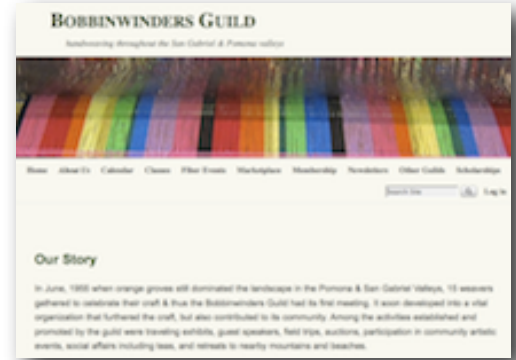 BOBBINWINDERS GUILD
handweaving throughout the San Gabriel & Pomona valleys
Home About Us Calendar Classes Fiber Events Marketplace Membership Newsletters Other Guilds Scholarships
Search Site Log in
Our Story
In June, when orange groves still dominated the landscape in the Pomona & San Gabriel Valleys, 15 weavers
gathered to celebrate their craft & thus the Bobbinwinders Guild had its first meeting. It soon developed into a vital
organization that furthered the craft, but also contributed to its community. Among the activities established and
promoted by the guild were traveling exhibits, guest speakers, field trips, auctions, participation in community artistic
events, social affairs including teas, and retreats to nearby mountains and beaches.